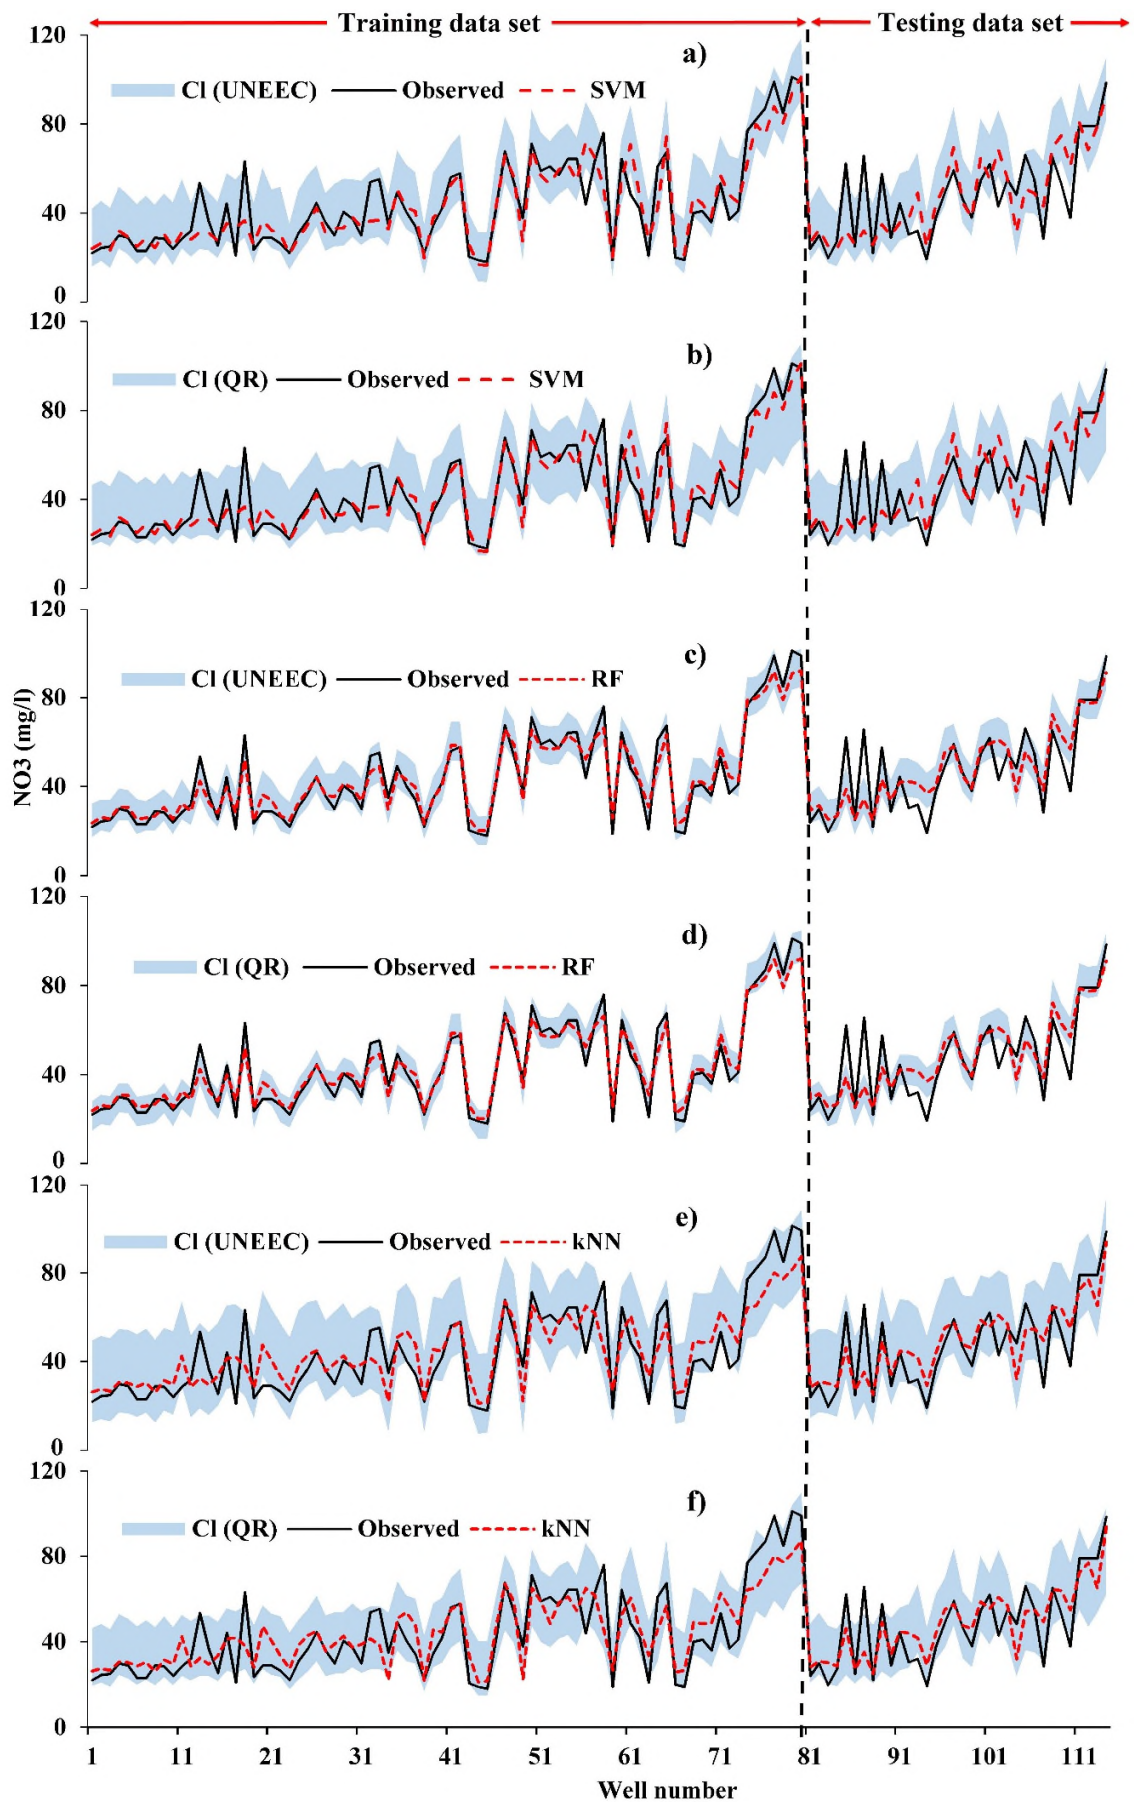 Training data set Testing data set
120
a)
CI (UNEEC) Observed SVM
80
40
0
120
b)
CI (QR) Observed SVM
80
40
0
120
c)
CI (UNEEC) Observed RF
80
NO3 (mg/l)
40
0
120
d)
CI (QR) Observed RF
80
40
0
120
e)
CI (UNEEC) Observed kNN
80
40
0
120
f)
CI (QR) Observed kNN
80
40
0
1 11 21 31 41 51 61 71 81 91 101 111
Well number